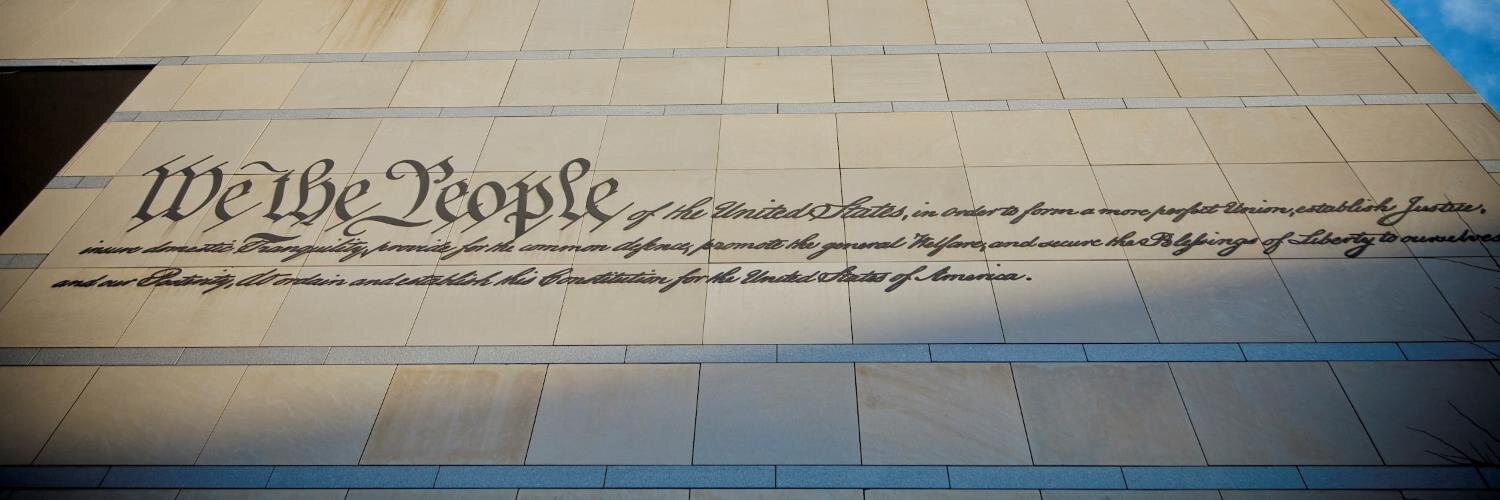 We the People of the United States, in Order to form a more perfect Union, establish Justice,
insure domestic Tranquility, provide for the common defence, promote the general Welfare, and secure the Blessings of Liberty to ourselves
and our Posterity, do ordain and establish this Constitution for the United States of America.